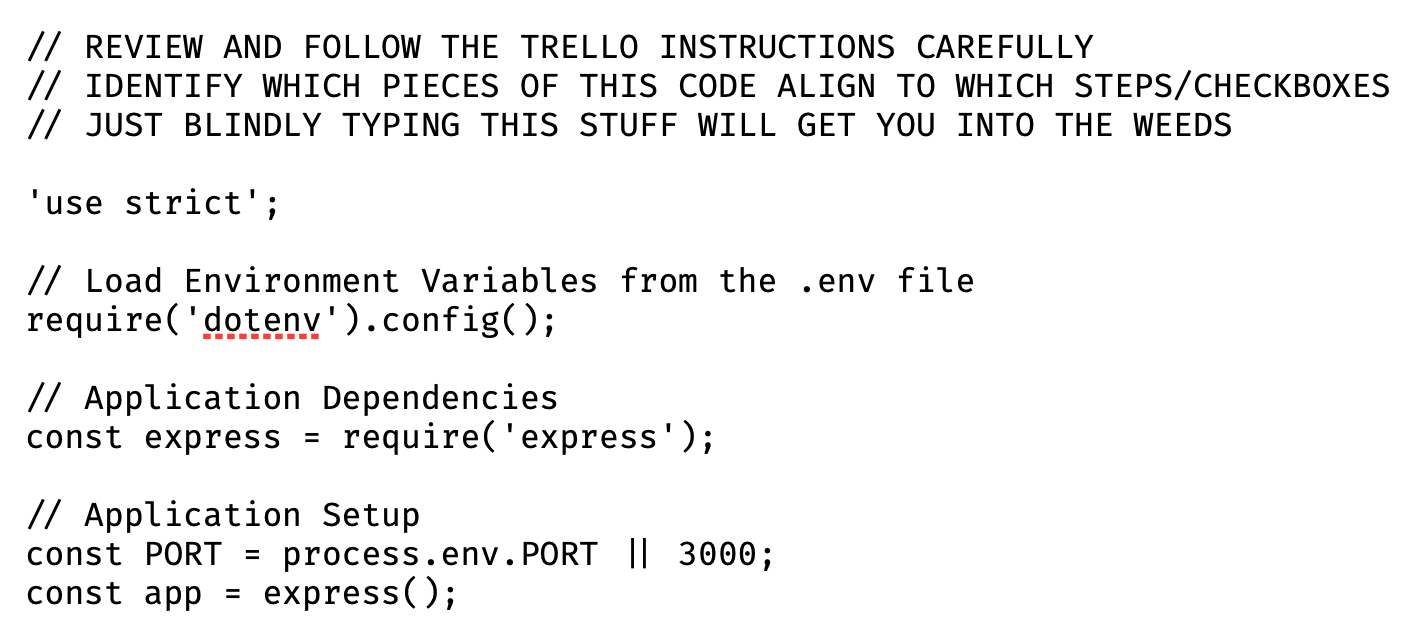 // REVIEW AND FOLLOW THE TRELLO INSTRUCTIONS CAREFULLY
// IDENTIFY WHICH PIECES OF THIS CODE ALIGN TO WHICH STEPS/CHECKBOXES
// JUST BLINDLY TYPING THIS STUFF WILL GET YOU INTO THE WEEDS
'use strict';
// Load Environment Variables from the .env file
require('dotenv').config();
// Application Dependencies
const express = require('express');
// Application Setup
const PORT = process.env.PORT || 3000;
const app = express();